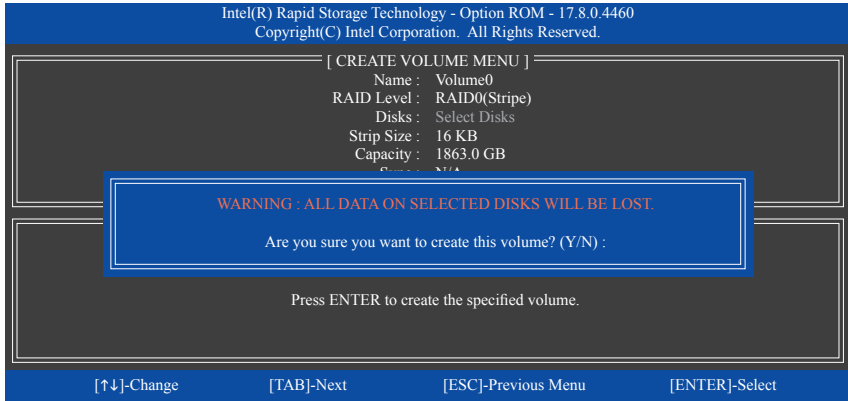 Intel(R) Rapid Storage Technology - Option ROM - 17.8.0.4460
Copyright(C) Intel Corporation. All Rights Reserved.
[ CREATE VOLUME MENU ]
Name : Volume0
RAID Level : RAID0(Stripe)
Disks : Select Disks
Strip Size : 16 KB
Capacity : 1863.0 GB
WARNING : ALL DATA ON SELECTED DISKS WILL BE LOST.
Are you sure you want to create this volume? (Y/N) :
Press ENTER to create the specified volume.
[↑↓]-Change [TAB]-Next [ESC]-Previous Menu [ENTER]-Select